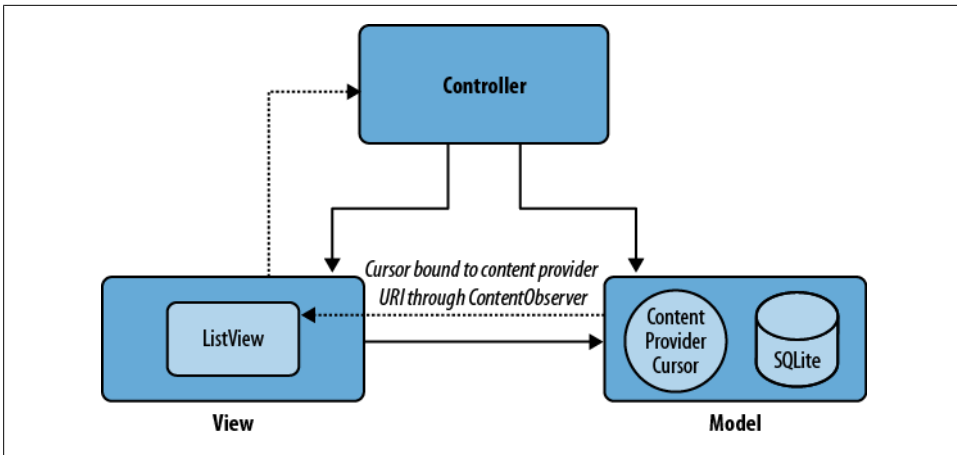 Controller
Cursor bound to content provider
URI through ContentObserver
ListView
Content
Provider
Cursor
SQLite
View
Model